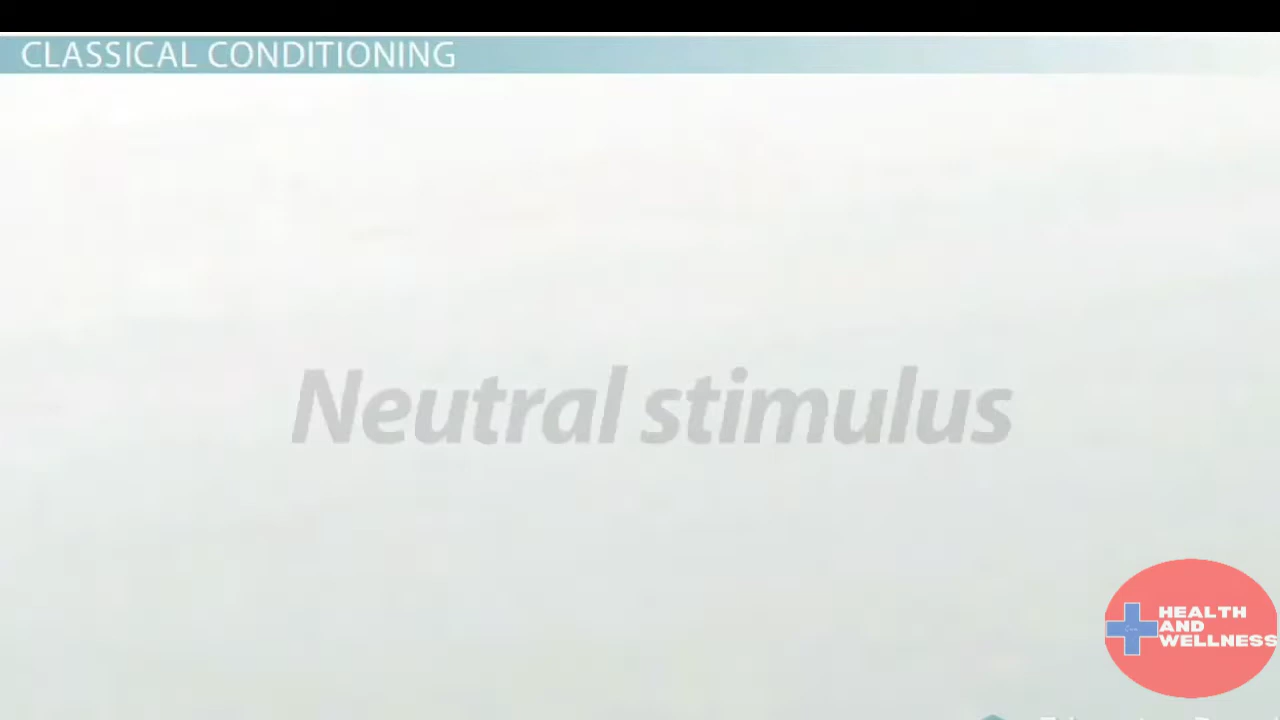 CLASSICAL CONDITIONING
Neutral stimulus
HEALTH
AND
WELLNESS